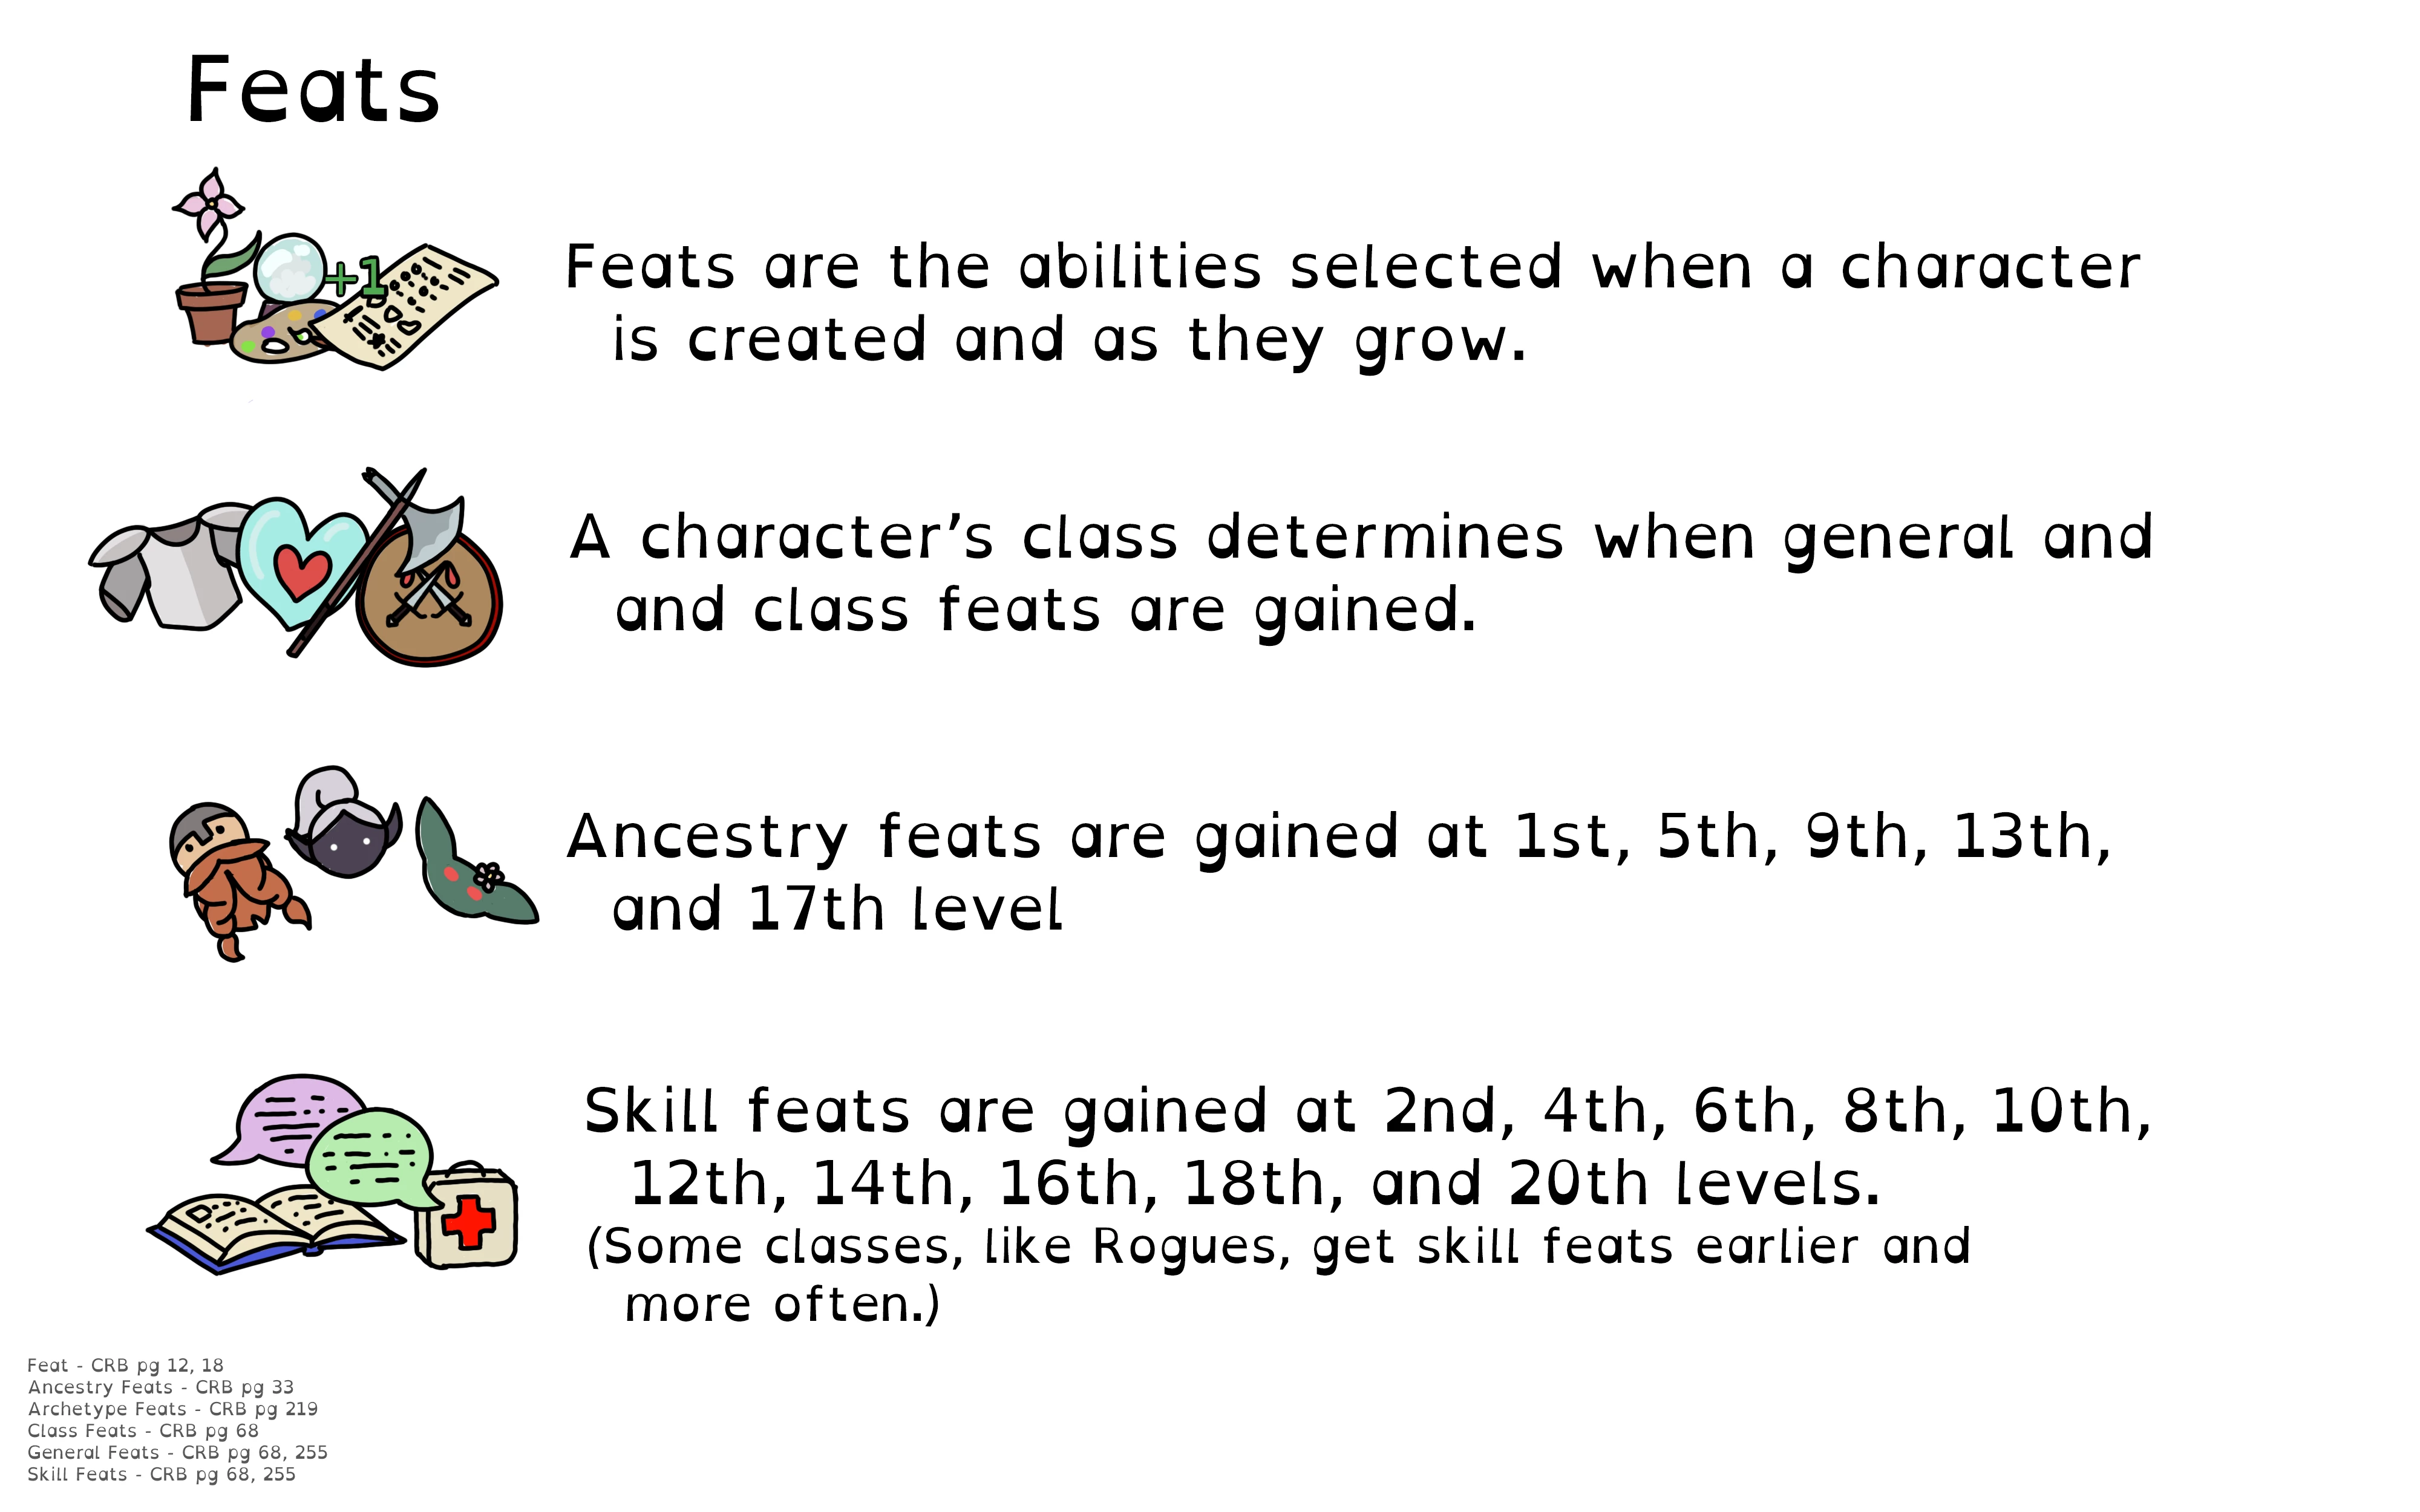 Feats
+1
Feats are the abilities selected when a character
is created and as they grow.
A character's class determines when general and
and class feats are gained.
Ancestry feats are gained at 1st, 5th, 9th, 13th,
and 17th level
Skill feats are gained at 2nd, 4th, 6th, 8th, 10th,
12th, 14th, 16th, 18th, and 20th levels.
(Some classes, like Rogues, get skill feats earlier and
more often.)
Feat - CRB pg 12, 18
Ancestry Feats - CRB pg 33
Archetype Feats - CRB pg 219
Class Feats - CRB pg 68
General Feats - CRB pg 68, 255
Skill Feats - CRB pg 68, 255